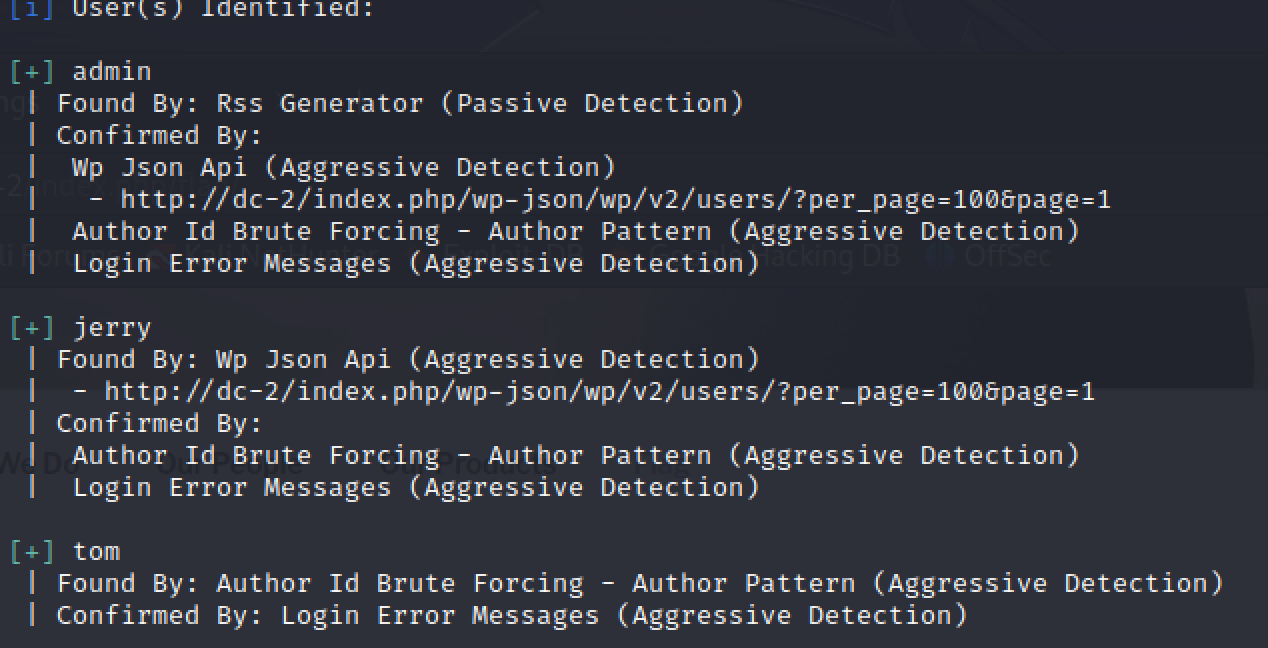 [i] User(s) Identified:
[+] admin
| Found By: Rss Generator (Passive Detection)
| Confirmed By:
|  Wp Json Api (Aggressive Detection)
|   - http://dc-2/index.php/wp-json/wp/v2/users/?per_page=100&page=1
|  Author Id Brute Forcing - Author Pattern (Aggressive Detection)
|  Login Error Messages (Aggressive Detection)
[+] jerry
| Found By: Wp Json Api (Aggressive Detection)
|  - http://dc-2/index.php/wp-json/wp/v2/users/?per_page=100&page=1
| Confirmed By:
|  Author Id Brute Forcing - Author Pattern (Aggressive Detection)
|  Login Error Messages (Aggressive Detection)
[+] tom
| Found By: Author Id Brute Forcing - Author Pattern (Aggressive Detection)
| Confirmed By: Login Error Messages (Aggressive Detection)